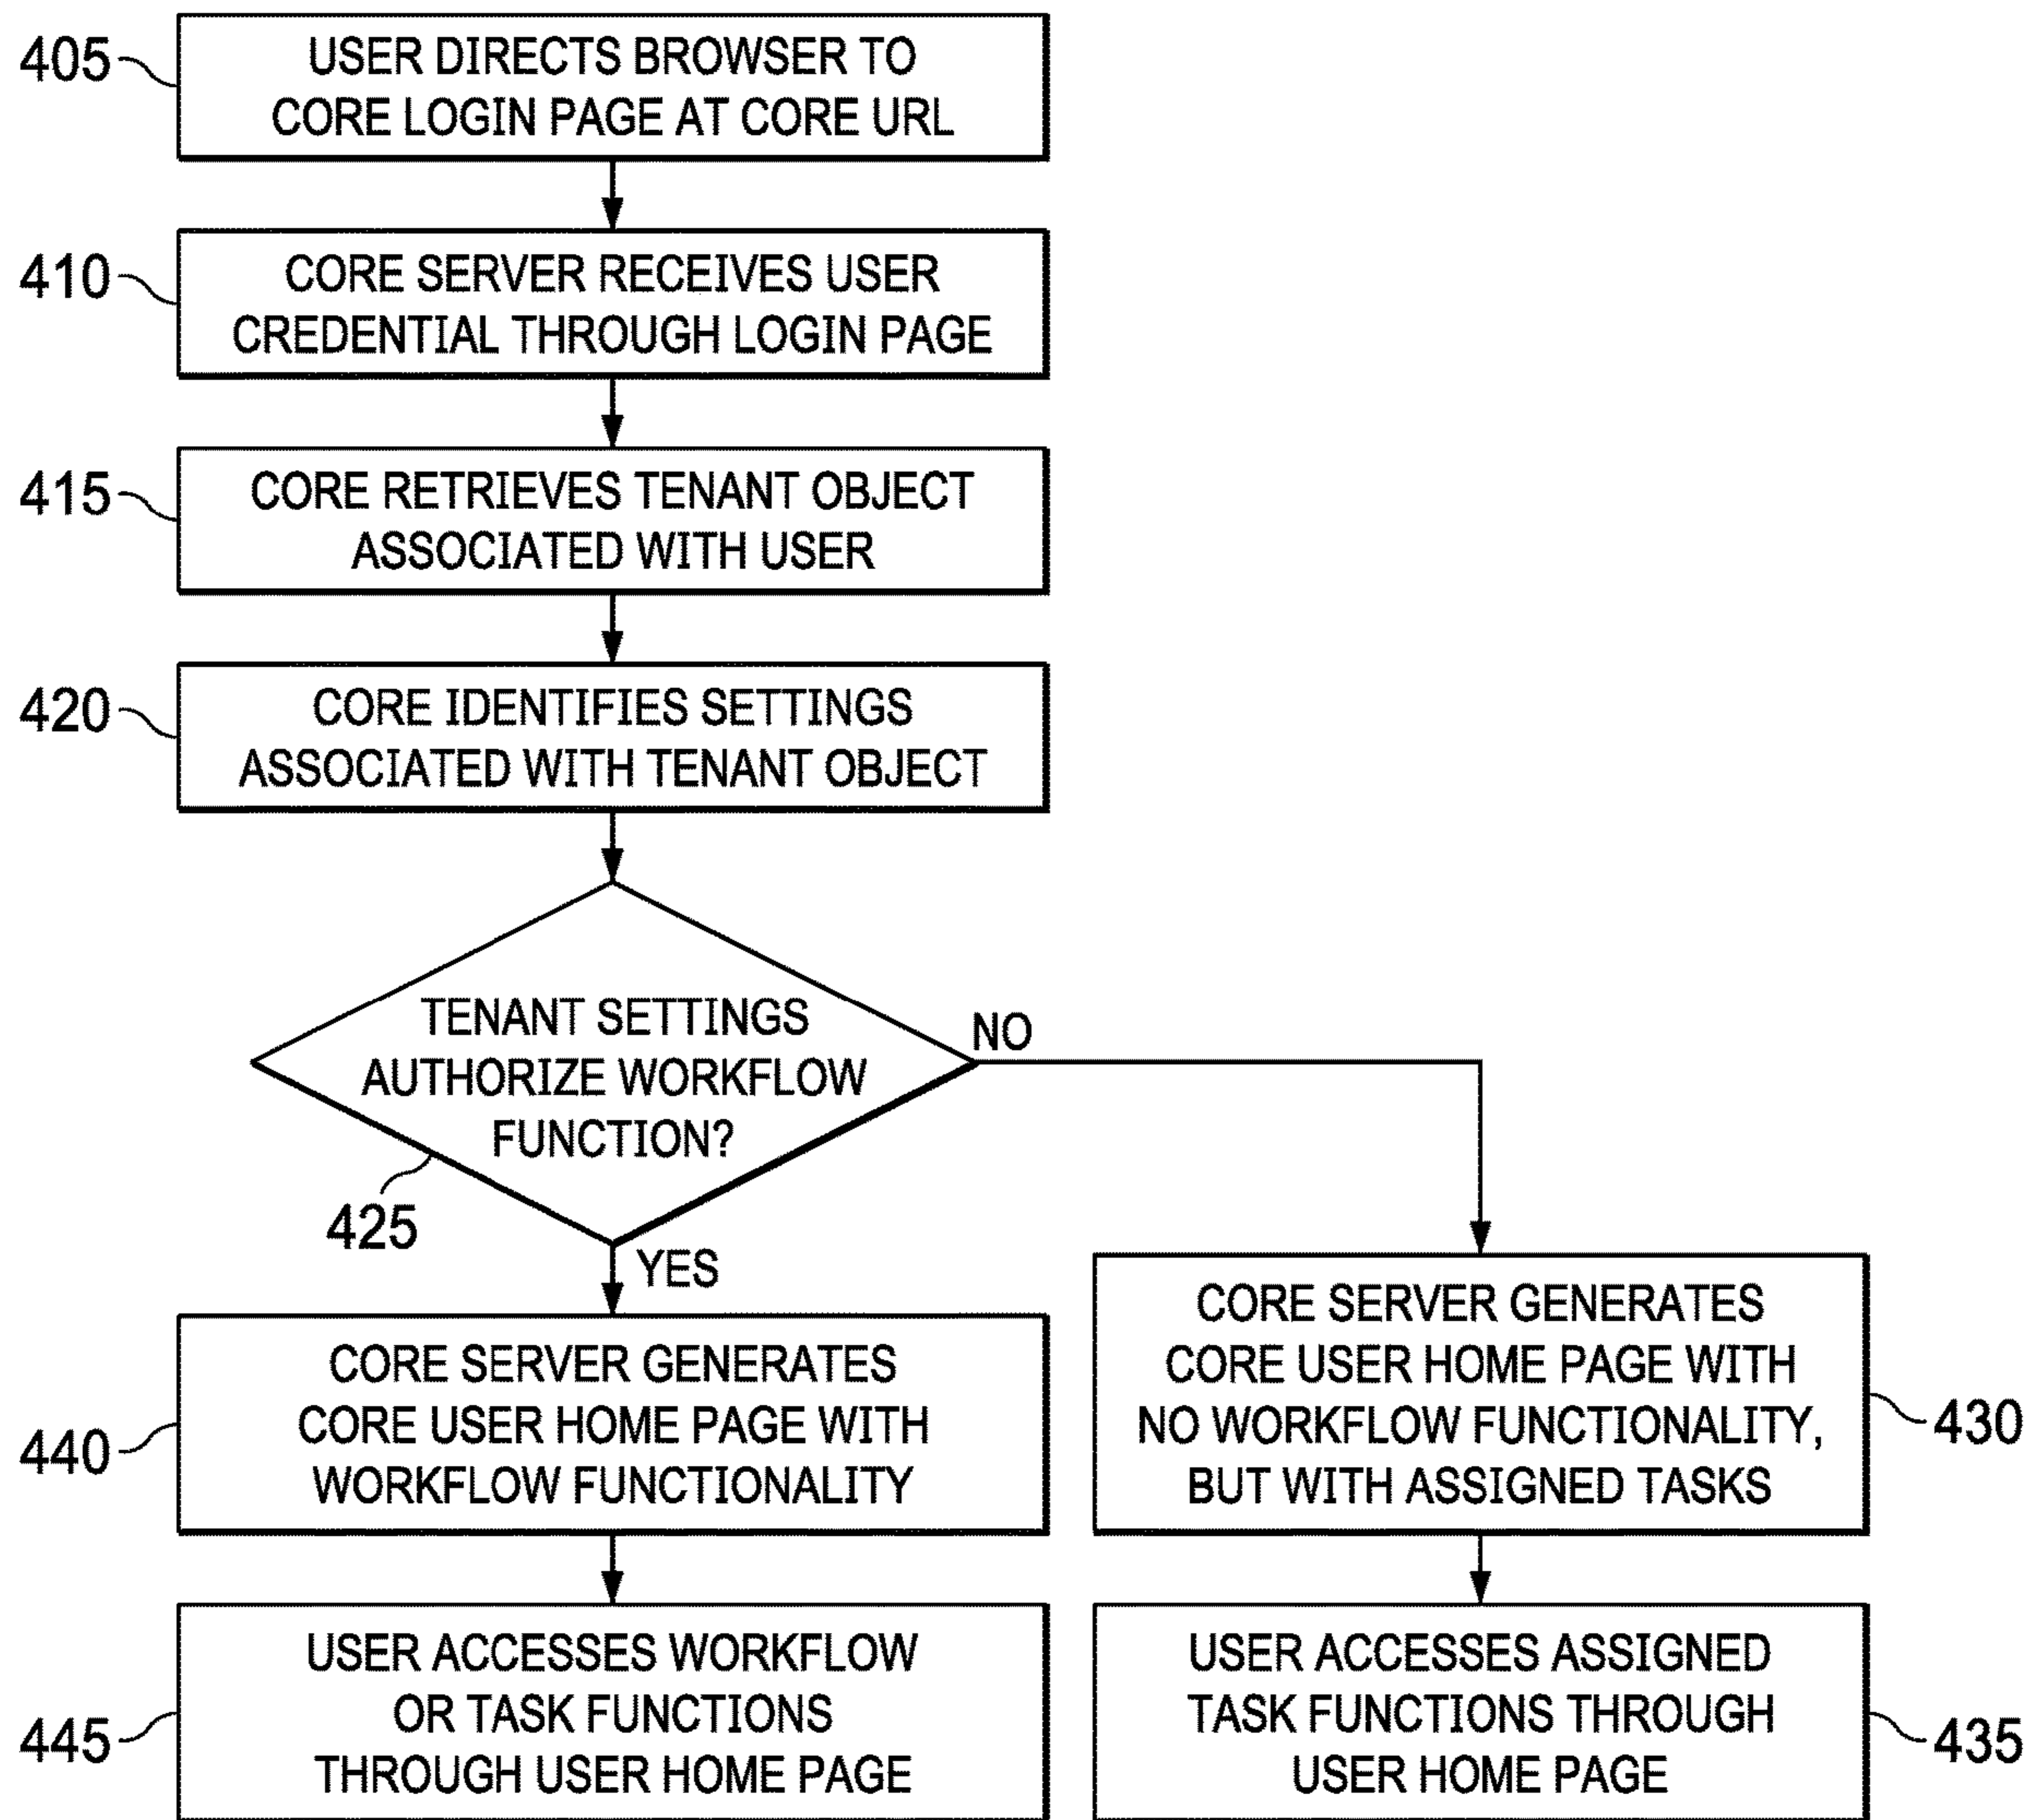 405
USER DIRECTS BROWSER TO
CORE LOGIN PAGE AT CORE URL
410
CORE SERVER RECEIVES USER
CREDENTIAL THROUGH LOGIN PAGE
415
CORE RETRIEVES TENANT OBJECT
ASSOCIATED WITH USER
420
CORE IDENTIFIES SETTINGS
ASSOCIATED WITH TENANT OBJECT
TENANT SETTINGS
AUTHORIZE WORKFLOW
FUNCTION?
425
NO
YES
440
CORE SERVER GENERATES
CORE USER HOME PAGE WITH
WORKFLOW FUNCTIONALITY
CORE SERVER GENERATES
CORE USER HOME PAGE WITH
NO WORKFLOW FUNCTIONALITY,
BUT WITH ASSIGNED TASKS
430
445
USER ACCESSES WORKFLOW
OR TASK FUNCTIONS
THROUGH USER HOME PAGE
USER ACCESSES ASSIGNED
TASK FUNCTIONS THROUGH
USER HOME PAGE
435